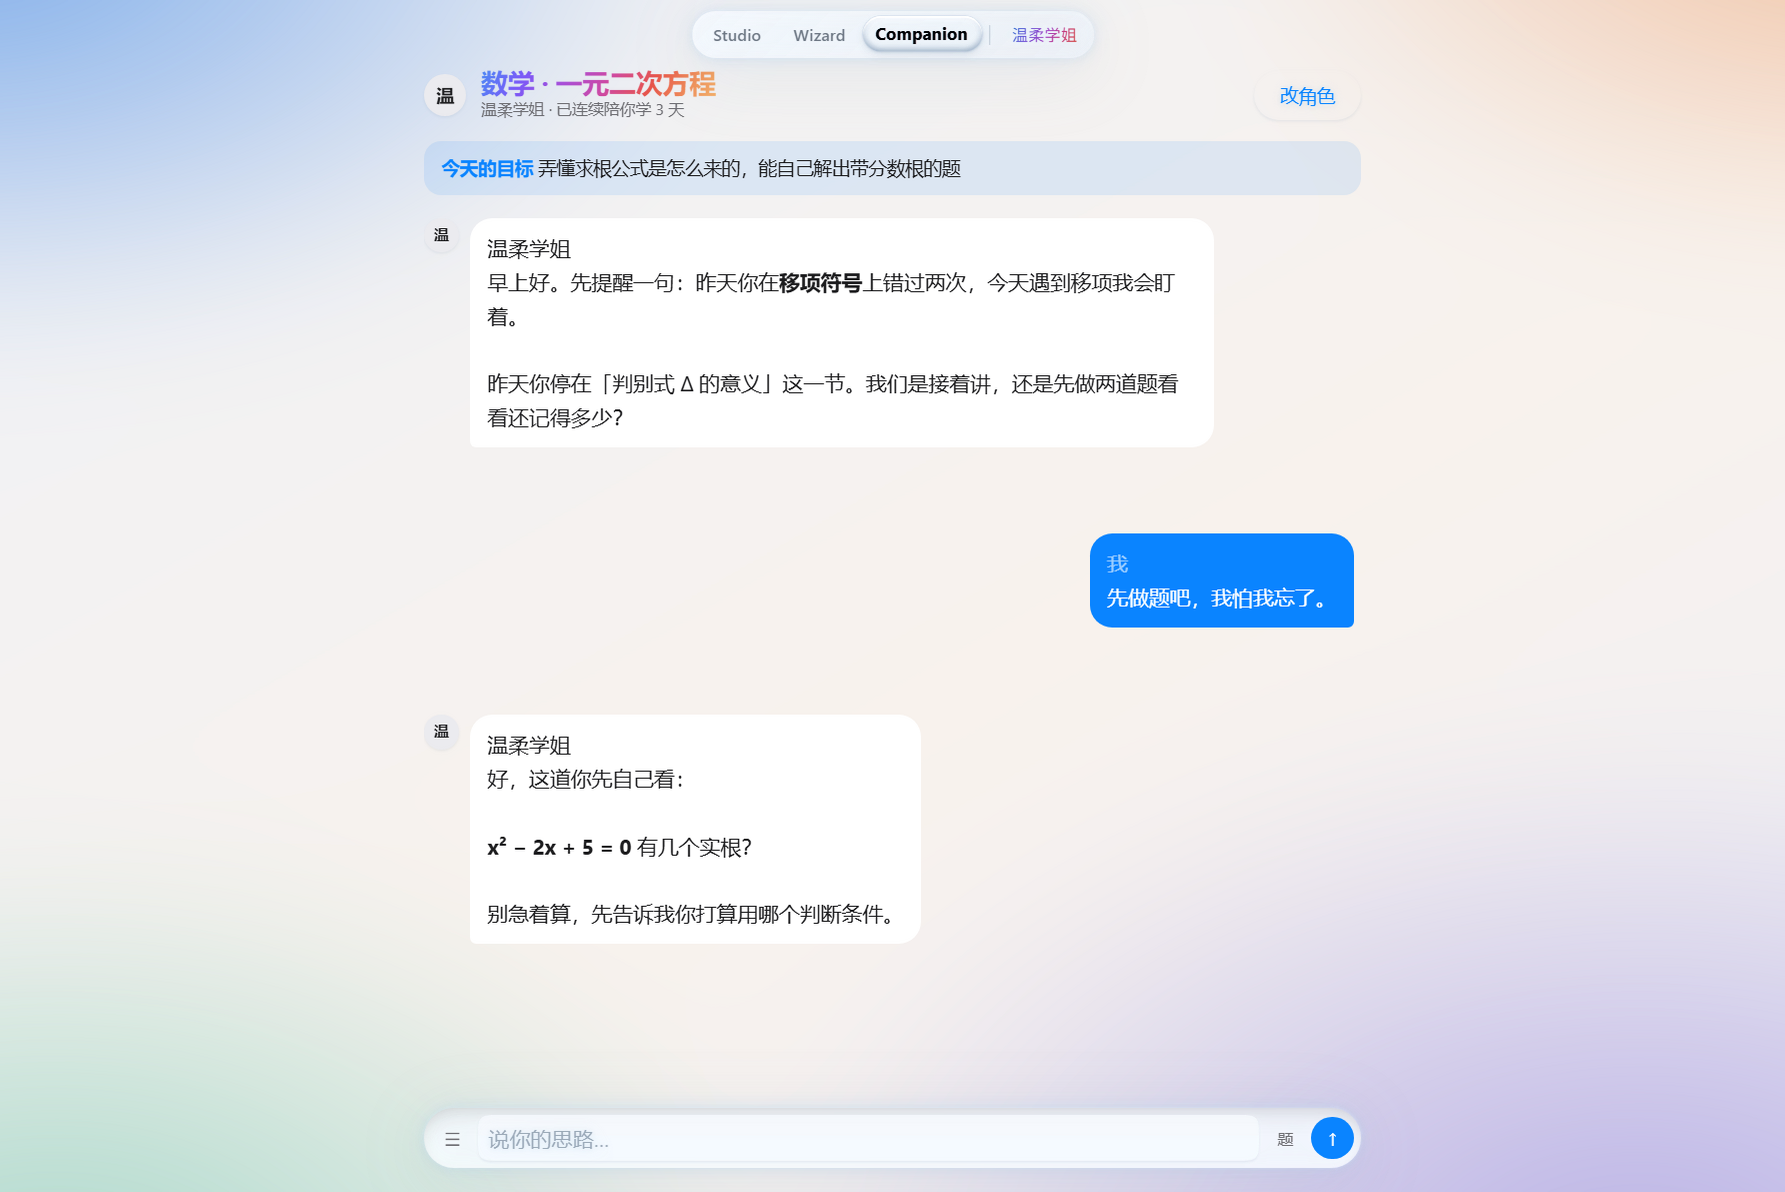 Studio Wizard Companion 温柔学姐
温 数学 · 一元二次方程
温柔学姐 · 已连续陪你学 3 天
改角色
今天的目标 弄懂求根公式是怎么来的，能自己解出带分数根的题
温
温柔学姐
早上好。先提醒一句：昨天你在移项符号上错过两次，今天遇到移项我会盯
着。
昨天你停在「判别式 Δ 的意义」这一节。我们是接着讲，还是先做两道题看
看还记得多少？
我
先做题吧，我怕我忘了。
温
温柔学姐
好，这道你先自己看：
x² − 2x + 5 = 0 有几个实根？
别急着算，先告诉我你打算用哪个判断条件。
☰ 说你的思路... 题 ↑